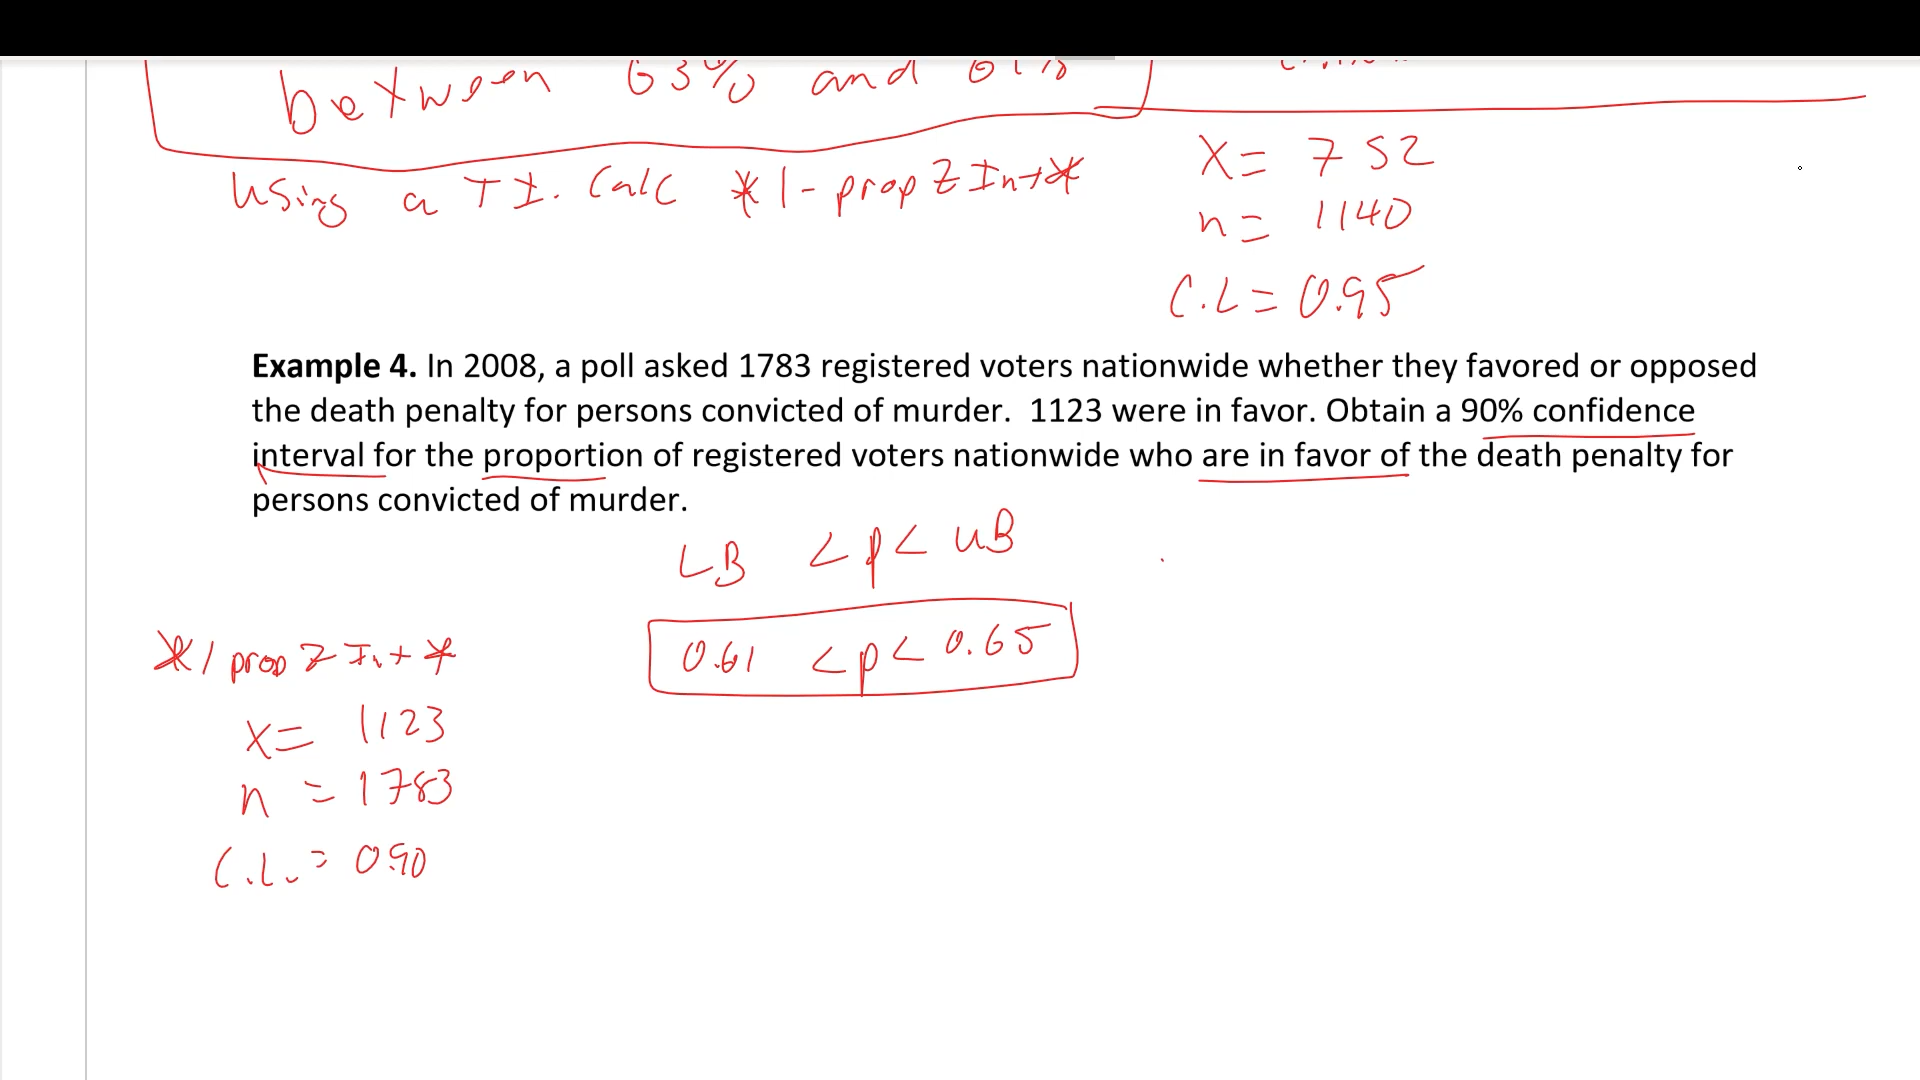 between 63% and
using a TI. Calc *1-prop Z Int*
X= 752
n= 1140
C.L= 0.95
Example 4. In 2008, a poll asked 1783 registered voters nationwide whether they favored or opposed
the death penalty for persons convicted of murder. 1123 were in favor. Obtain a 90% confidence
interval for the proportion of registered voters nationwide who are in favor of the death penalty for
persons convicted of murder.
LB < p < UB
0.61 < p < 0.65
*1 prop Z Int *
X= 1123
n = 1783
C.L. = 0.90